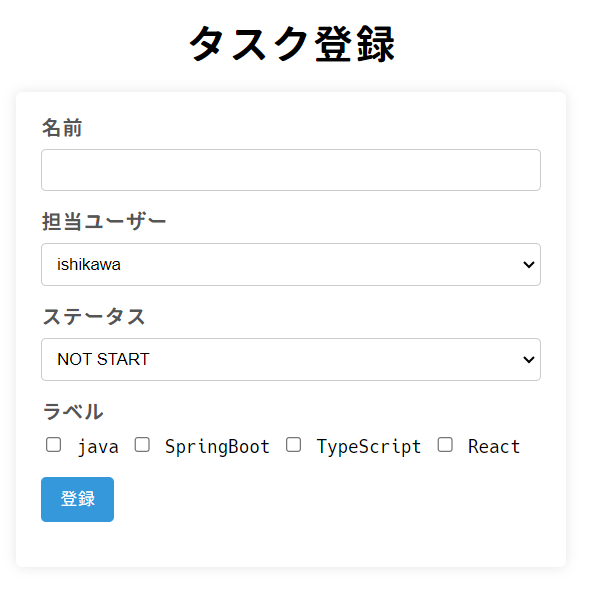 タスク登録
名前
担当ユーザー
ishikawa
ステータス
NOT START
ラベル
java SpringBoot TypeScript React
登録